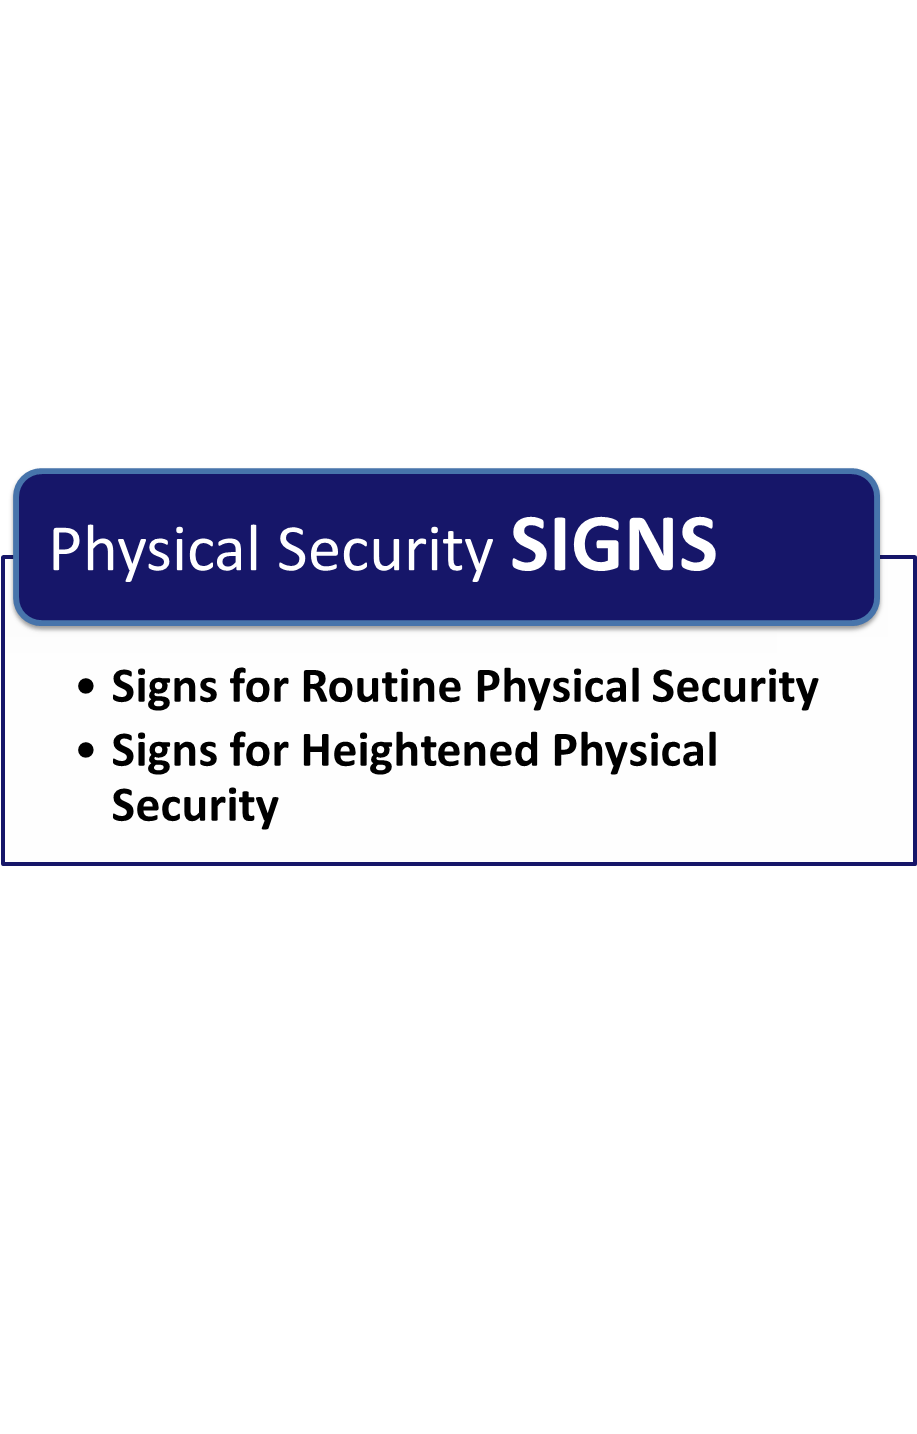 Physical Security SIGNS
• Signs for Routine Physical Security
• Signs for Heightened Physical
Security